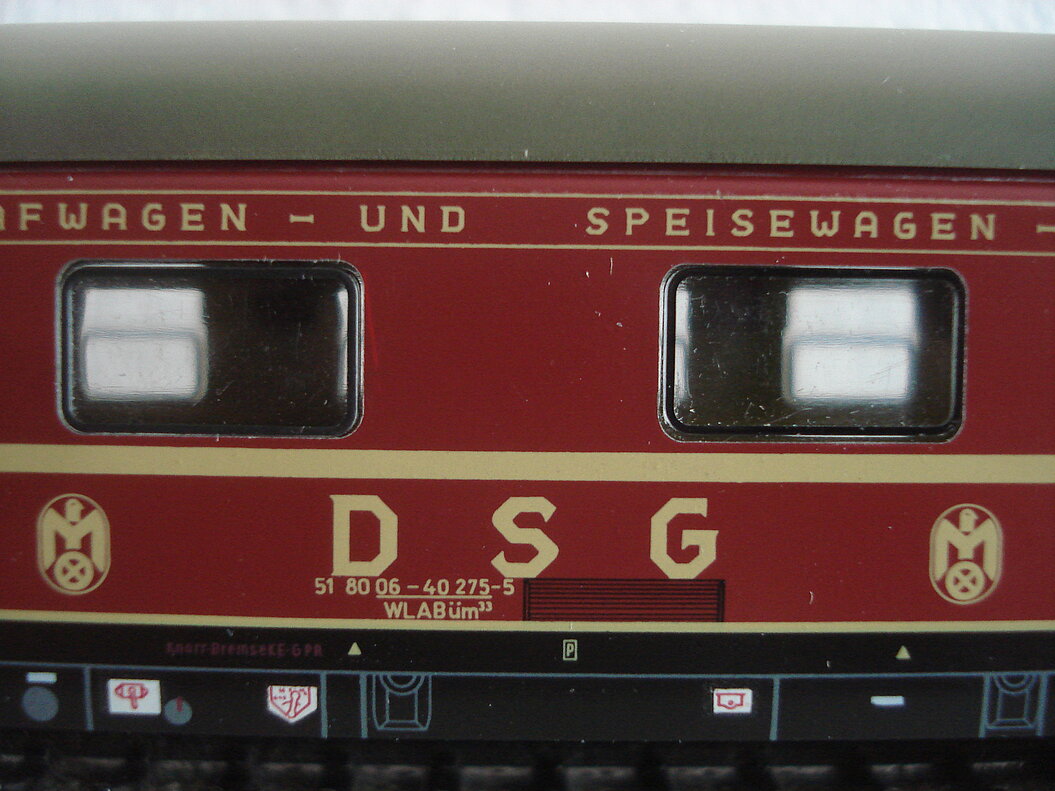 AFWAGEN – UND SPEISEWAGEN –
D S G
51 80 06 – 40 275-5
WLABüm³³
Knorr-Bremse KE-GPR
P